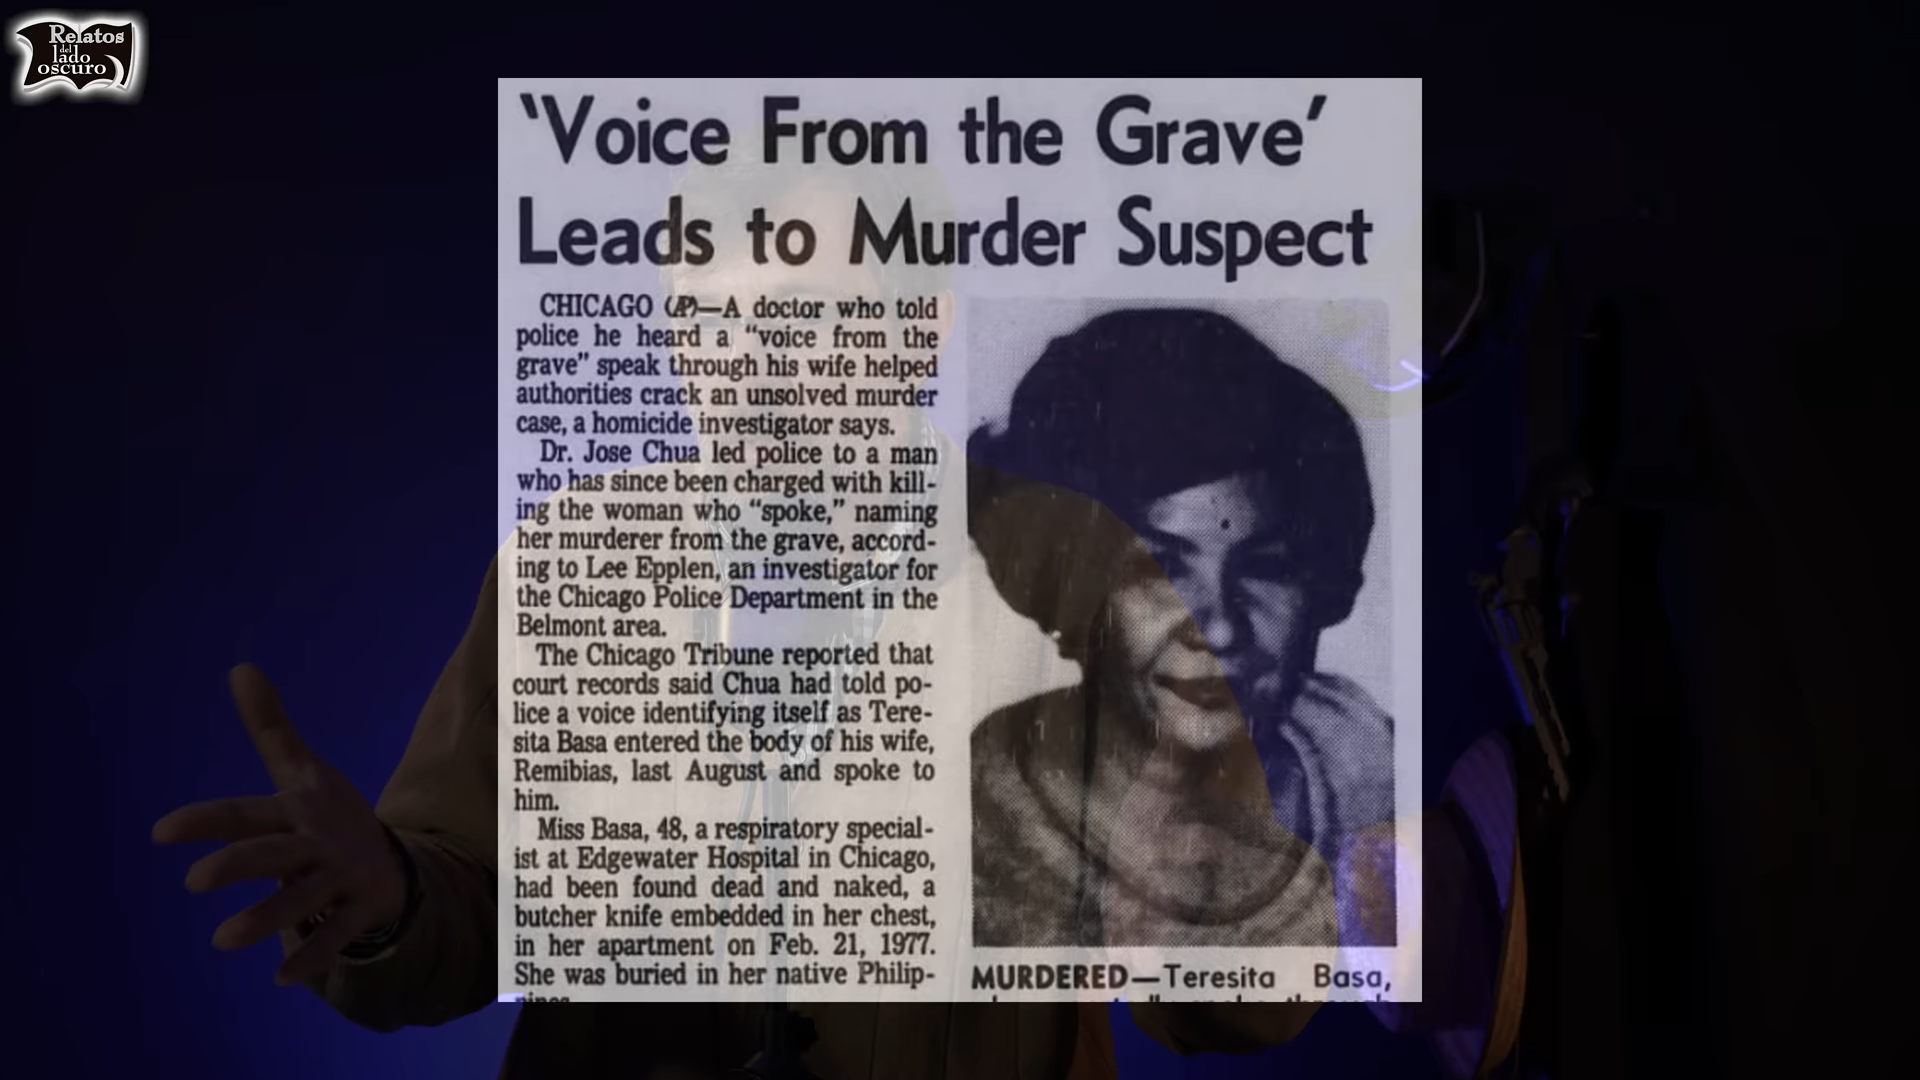 Relatos
del
lado
oscuro
'Voice From the Grave'
Leads to Murder Suspect
CHICAGO (AP)—A doctor who told
police he heard a "voice from the
grave" speak through his wife helped
authorities crack an unsolved murder
case, a homicide investigator says.
Dr. Jose Chua led police to a man
who has since been charged with kill-
ing the woman who "spoke," naming
her murderer from the grave, accord-
ing to Lee Epplen, an investigator for
the Chicago Police Department in the
Belmont area.
The Chicago Tribune reported that
court records said Chua had told po-
lice a voice identifying itself as Tere-
sita Basa entered the body of his wife,
Remibias, last August and spoke to
him.
Miss Basa, 48, a respiratory special-
ist at Edgewater Hospital in Chicago,
had been found dead and naked, a
butcher knife embedded in her chest,
in her apartment on Feb. 21, 1977.
She was buried in her native Philip-
MURDERED—Teresita Basa,